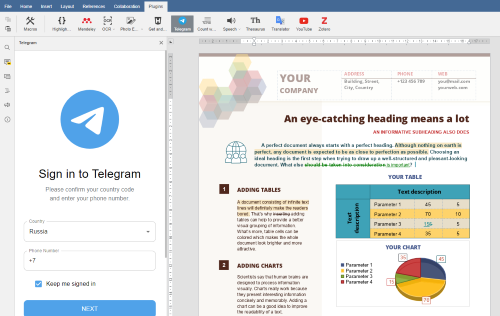 File Home Insert Layout References Collaboration Plugins
Macros Highligh... Mendeley OCR Photo E... Get and... Telegram Count w... Speech Thesaurus Translator YouTube Zotero
Telegram
Sign in to Telegram
Please confirm your country code
and enter your phone number.
Country
Russia
Phone Number
+7
Keep me signed in
NEXT
YOUR
COMPANY
ADDRESS
Building, Street,
City, Country
PHONE
+123 456 789
WEB
you@mail.com
yourweb.com
An eye-catching heading means a lot
AN INFORMATIVE SUBHEADING ALSO DOES
A perfect document always starts with a perfect heading. Although nothing on earth is
perfect, any document is expected to be as close to perfection as possible. Choosing an
ideal heading is the first step when trying to draw up a well-structured and pleasant-looking
document. What else should be taken into consideration is important?
1 ADDING TABLES
A document consisting of infinite text
lines will definitely make the readers
bored. That's why inserting adding
tables can help to provide a better
visual grouping of information.
What's more, table cells can be
colored which makes the whole
document look brighter and more
attractive.
2 ADDING CHARTS
Scientists say that human brains are
designed to process information
visually. Charts really work because
they present interesting information
concisely and memorably. Adding a
chart can be a good idea to improve
the readability of a text.
YOUR TABLE
Text description
Text
description
Parameter 1 45 5
Parameter 2 70 10
Parameter 3 5
Parameter 4 35 5
YOUR CHART
Parameter 1
Parameter 2
Parameter 3
Parameter 4
35
45
15
70